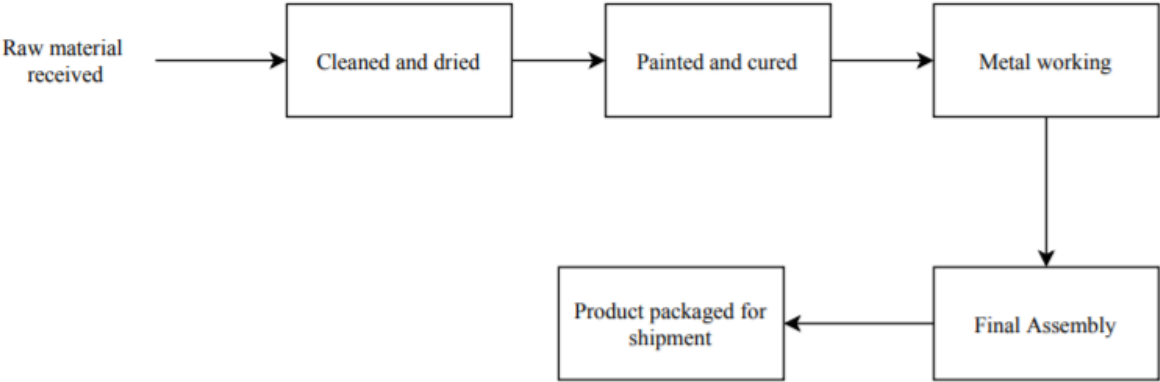 Raw material
received
Cleaned and dried
Painted and cured
Metal working
Product packaged for
shipment
Final Assembly